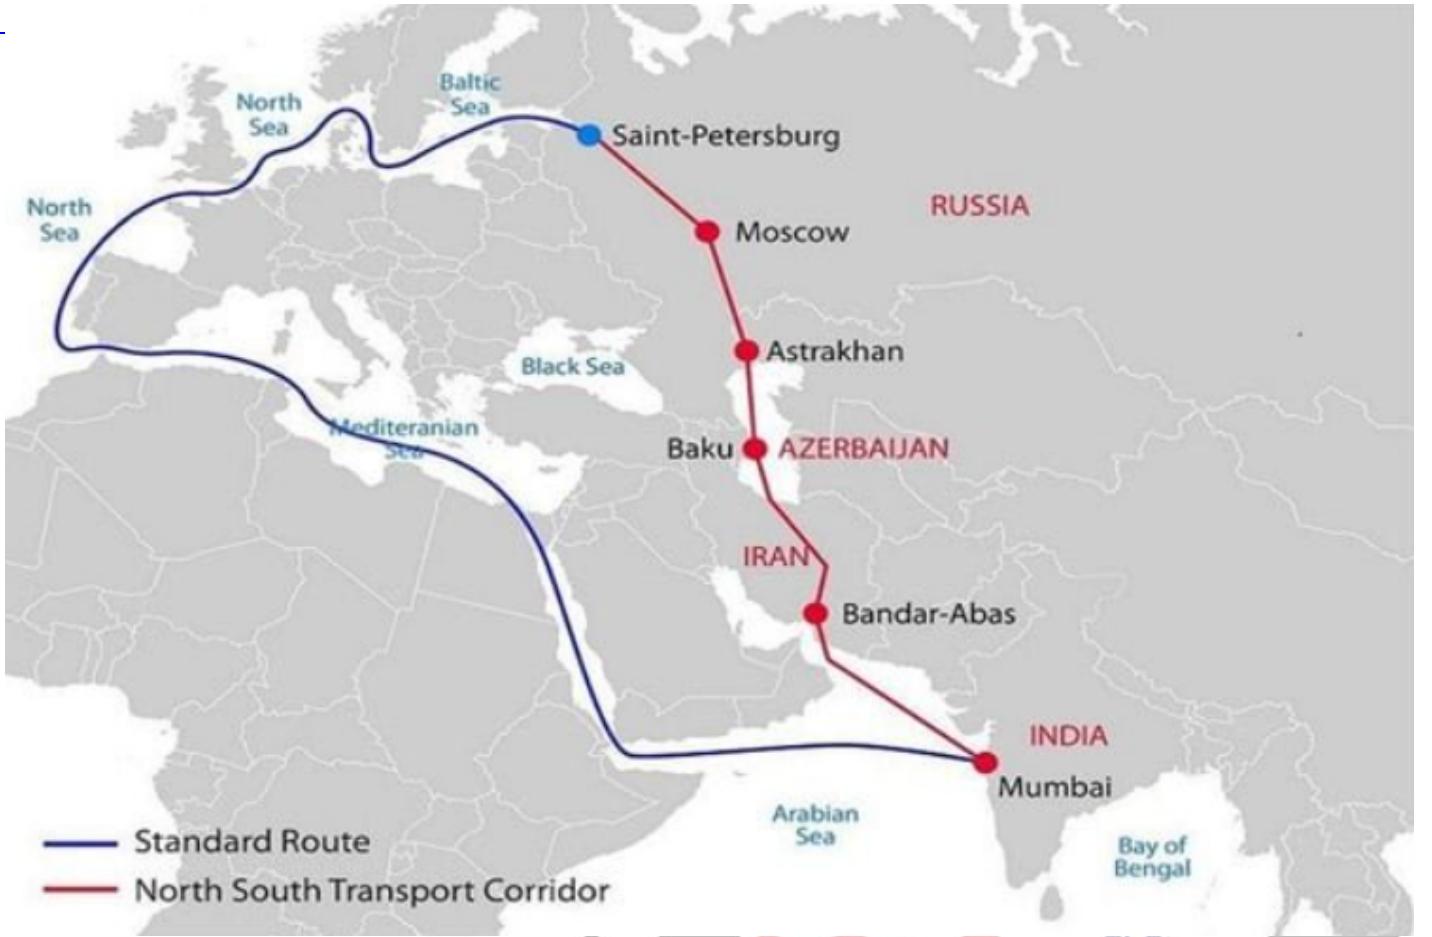 Baltic
Sea
North
Sea
Saint-Petersburg
North
Sea
RUSSIA
Moscow
Astrakhan
Black Sea
Mediteranian
Sea
Baku
AZERBAIJAN
IRAN
Bandar-Abas
INDIA
Mumbai
Arabian
Sea
Bay of
Bengal
Standard Route
North South Transport Corridor